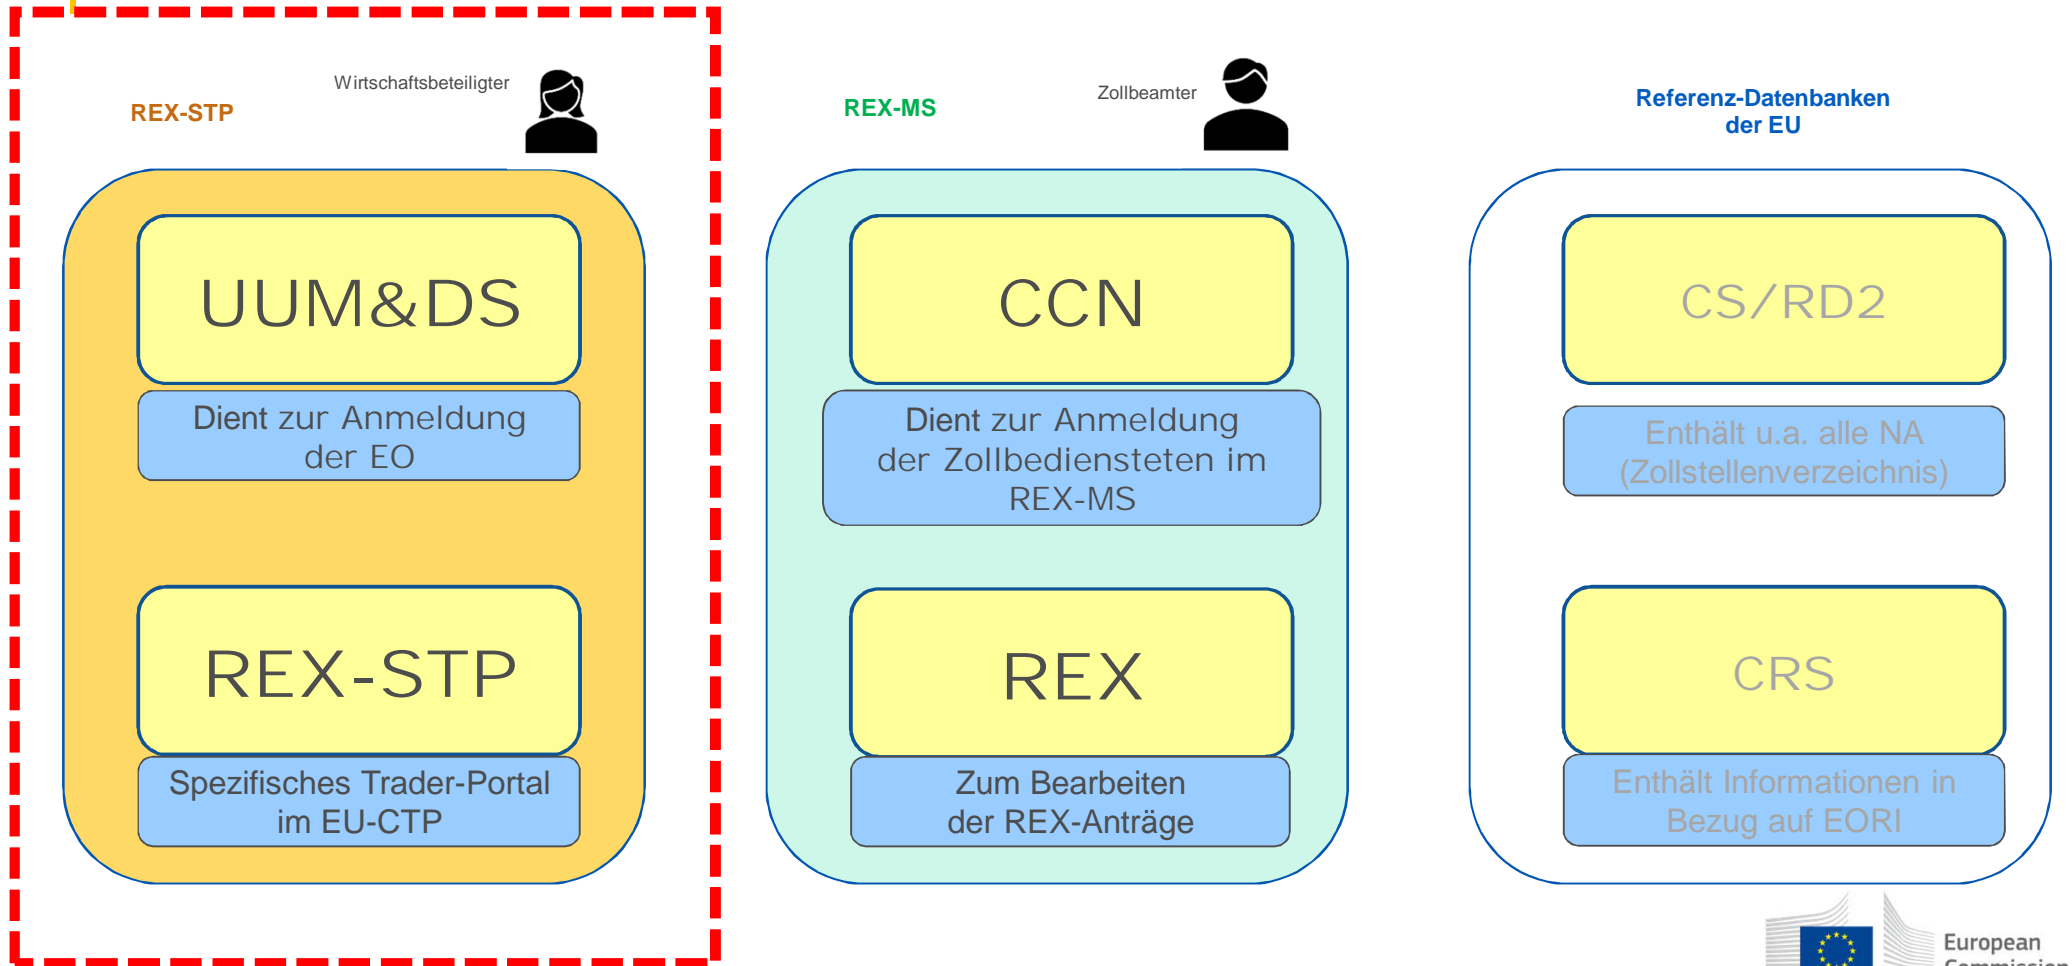 REX-STP
Wirtschaftsbeteiligter
UUM&DS
Dient zur Anmeldung
der EO
REX-STP
Spezifisches Trader-Portal
im EU-CTP
REX-MS
Zollbeamter
CCN
Dient zur Anmeldung
der Zollbediensteten im
REX-MS
REX
Zum Bearbeiten
der REX-Anträge
Referenz-Datenbanken
der EU
CS/RD2
Enthält u.a. alle NA
(Zollstellenverzeichnis)
CRS
Enthält Informationen in
Bezug auf EORI
European
Commission